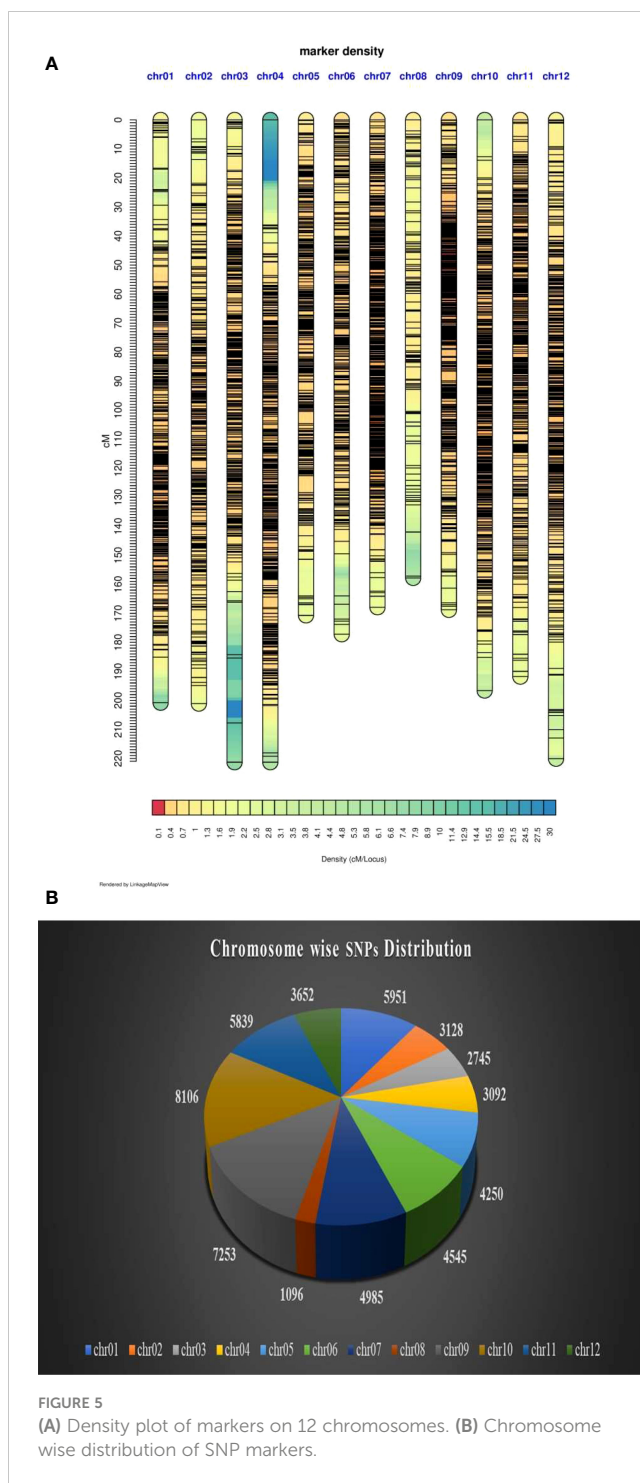 A
marker density
chr01 chr02 chr03 chr04 chr05 chr06 chr07 chr08 chr09 chr10 chr11 chr12
0
10
20
30
40
50
60
70
80
90
100
110
120
130
140
150
160
170
180
190
200
210
220
cM
0.1 0.4 0.7 1 1.3 1.6 1.9 2.2 2.5 2.8 3.1 3.5 3.8 4.1 4.4 4.8 5.3 5.8 6.1 6.6 7.4 7.9 8.9 10 11.4 12.9 14.4 15.5 18.5 21.5 24.5 27.5 30
Density (cM/Locus)
Rendered by LinkageMapView
B
Chromosome wise SNPs Distribution
3652
5951
5839
3128
2745
8106
3092
4250
7253
4545
1096
4985
chr01 chr02 chr03 chr04 chr05 chr06 chr07 chr08 chr09 chr10 chr11 chr12
FIGURE 5
(A) Density plot of markers on 12 chromosomes. (B) Chromosome
wise distribution of SNP markers.